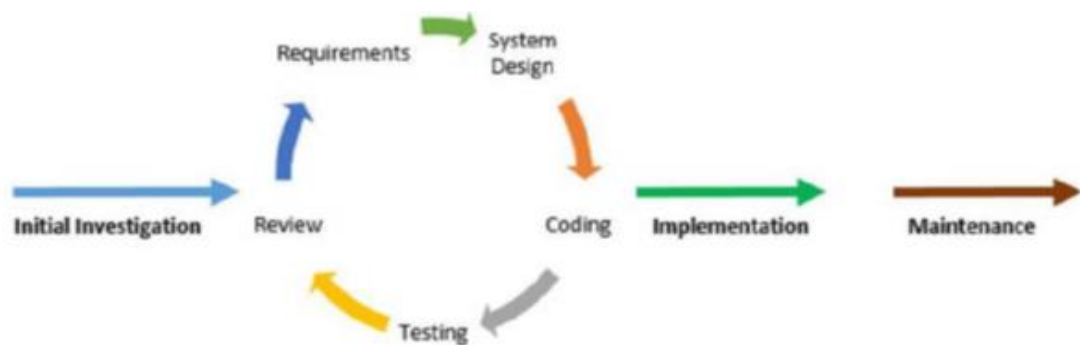 Requirements
System
Design
Initial Investigation
Review
Coding
Implementation
Maintenance
Testing